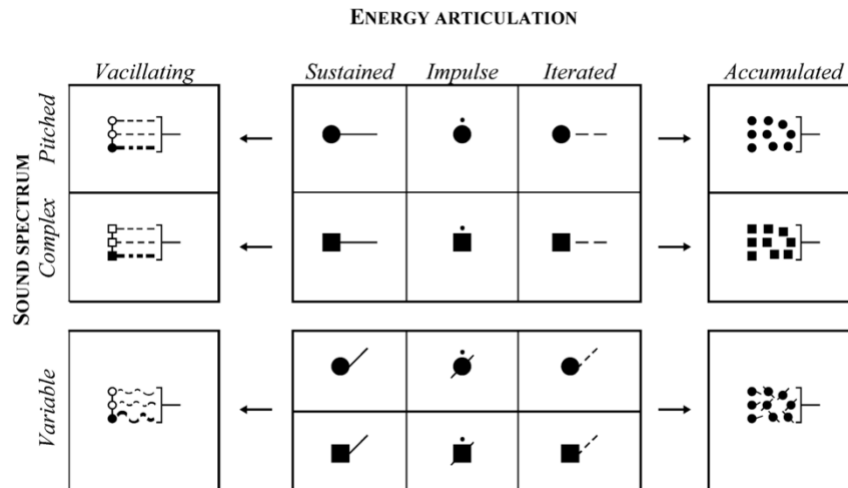 ENERGY ARTICULATION
Vacillating Sustained Impulse Iterated Accumulated
SOUND SPECTRUM
Pitched
Complex
Variable